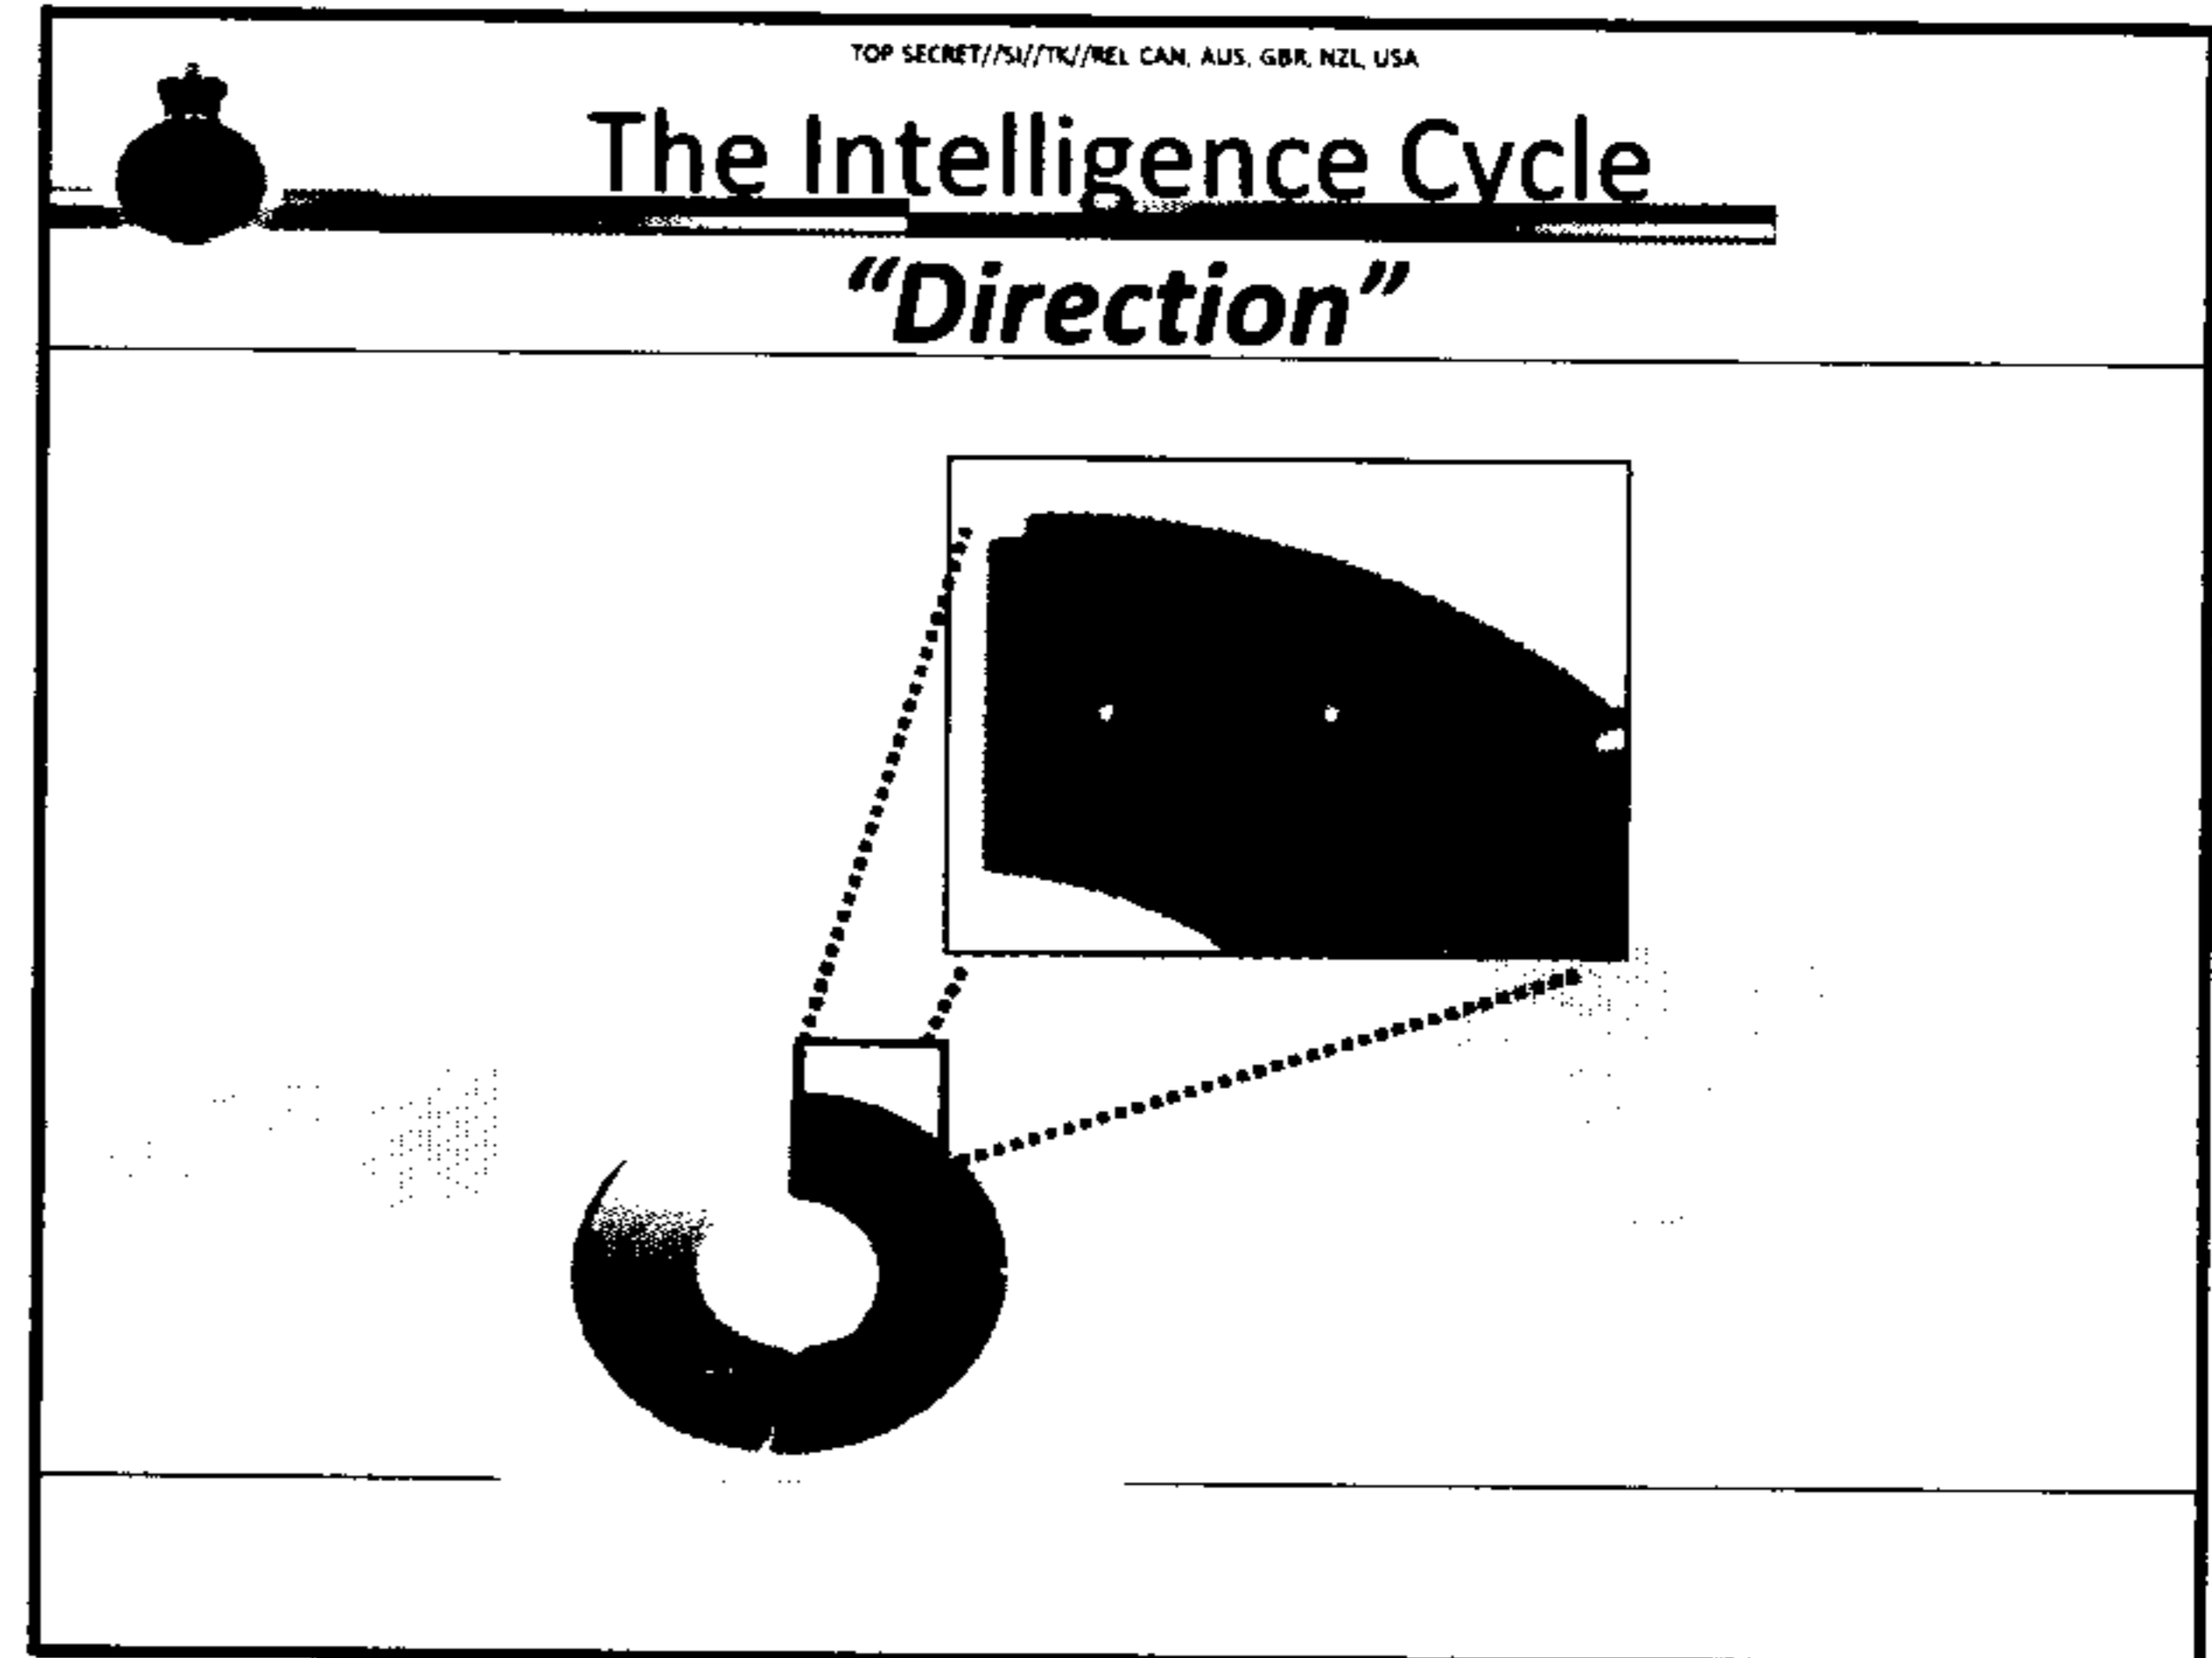 TOP SECRET//SI//TK//REL CAN, AUS, GBR, NZL, USA
The Intelligence Cycle
“Direction”